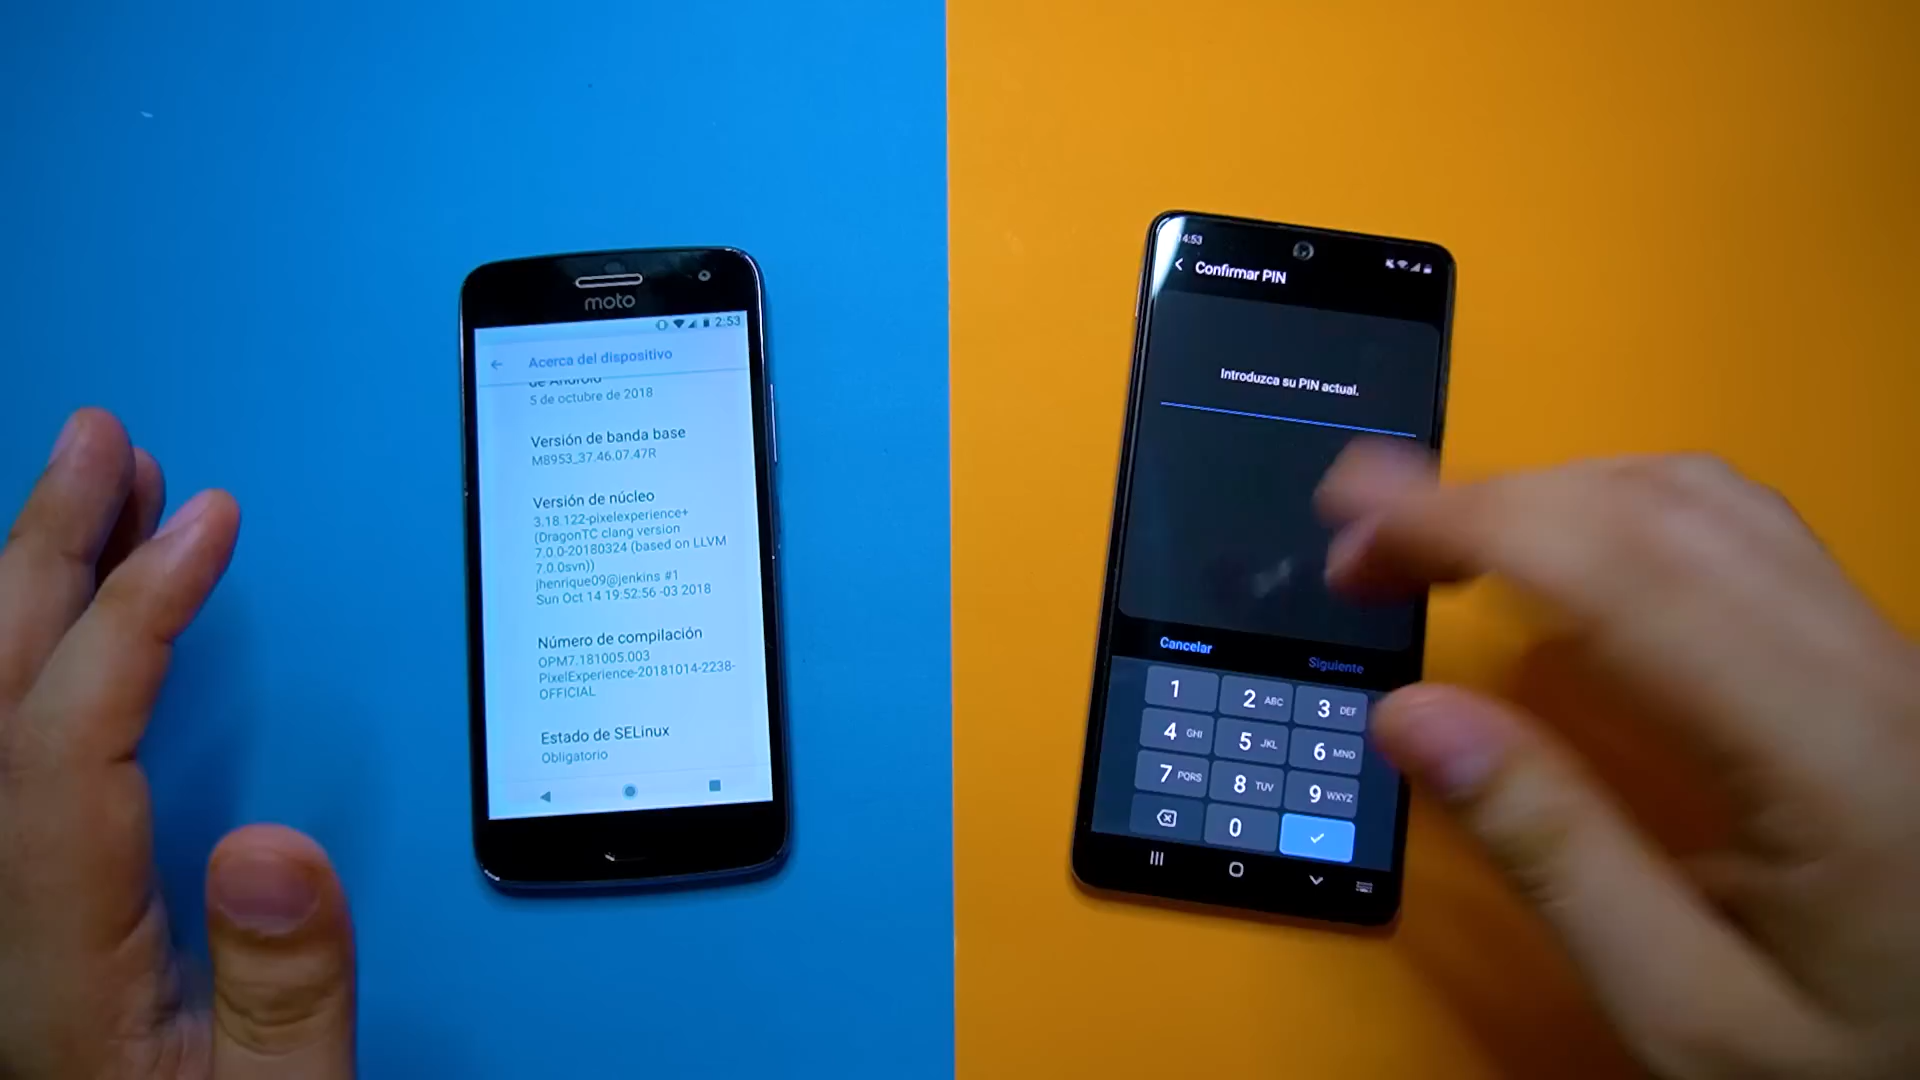 moto
2:53
Acerca del dispositivo
de Android
5 de octubre de 2018
Versión de banda base
M8953_37.46.07.47R
Versión de núcleo
3.18.122-pixelexperience+
(DragonTC clang version
7.0.0-20180324 (based on LLVM
7.0.0svn))
jhenrique09@jenkins #1
Sun Oct 14 19:52:56 -03 2018
Número de compilación
OPM7.181005.003
PixelExperience-20181014-2238-
OFFICIAL
Estado de SELinux
Obligatorio
14:53
Confirmar PIN
Introduzca su PIN actual.
Cancelar Siguiente
1 2 ABC 3 DEF
4 GHI 5 JKL 6 MNO
7 PQRS 8 TUV 9 WXYZ
0